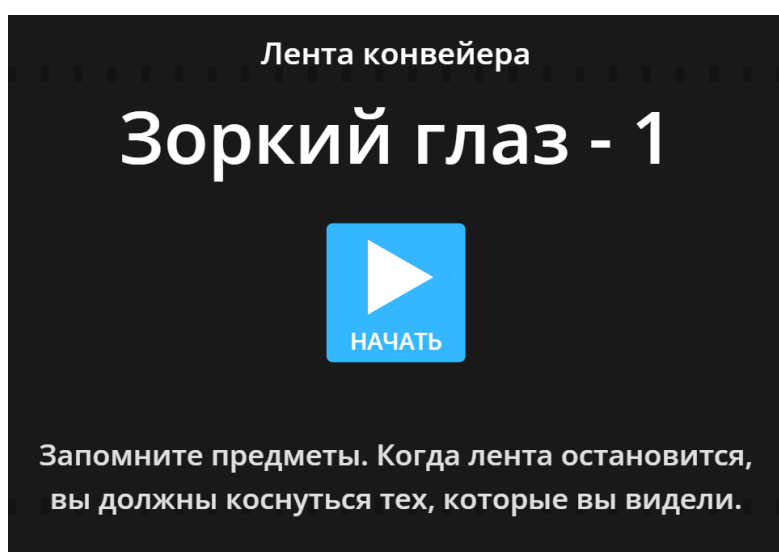 Лента конвейера
Зоркий глаз - 1
НАЧАТЬ
Запомните предметы. Когда лента остановится,
вы должны коснуться тех, которые вы видели.